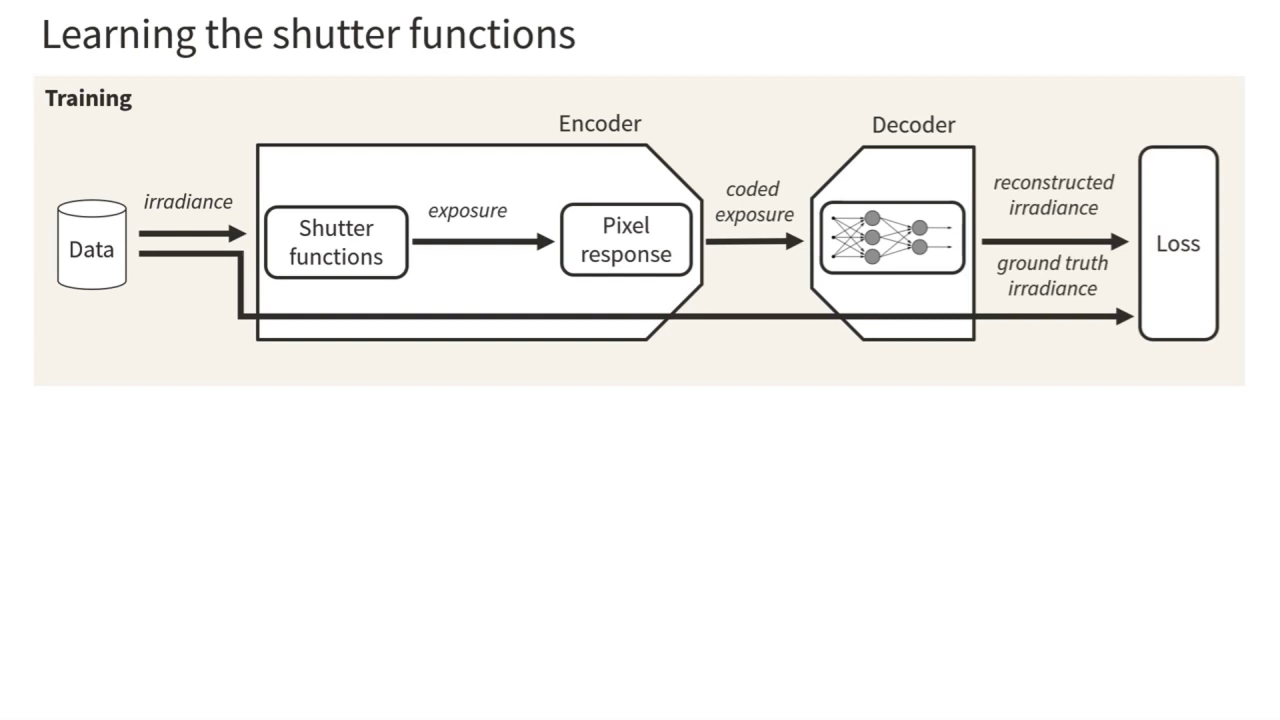 Learning the shutter functions
Training
Encoder
Decoder
Data
irradiance
Shutter
functions
exposure
Pixel
response
coded
exposure
reconstructed
irradiance
ground truth
irradiance
Loss